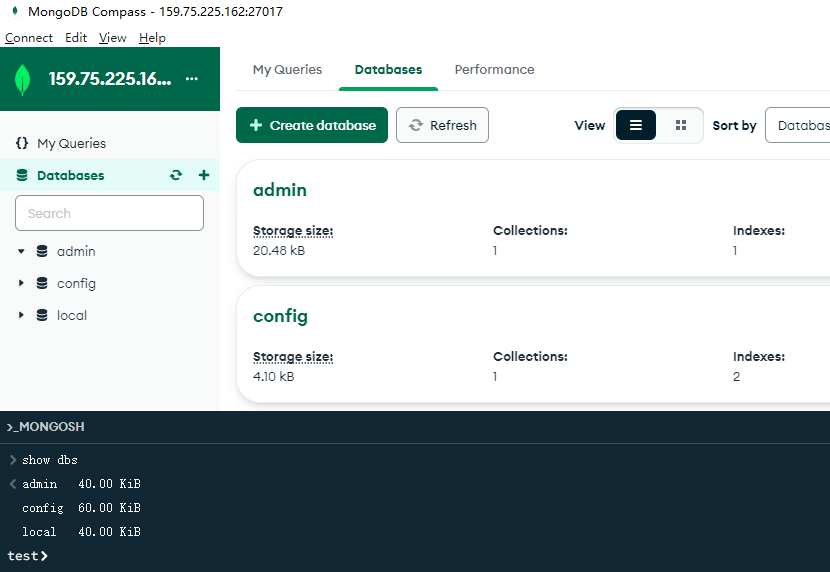 MongoDB Compass - 159.75.225.162:27017
Connect Edit View Help
159.75.225.16... ...
My Queries Databases Performance
Create database Refresh View Sort by Databas
{} My Queries
Databases
Search
admin
config
local
admin
Storage size: Collections: Indexes:
20.48 kB 1 1
config
Storage size: Collections: Indexes:
4.10 kB 1 2
>_MONGOSH
> show dbs
< admin 40.00 KiB
config 60.00 KiB
local 40.00 KiB
test>